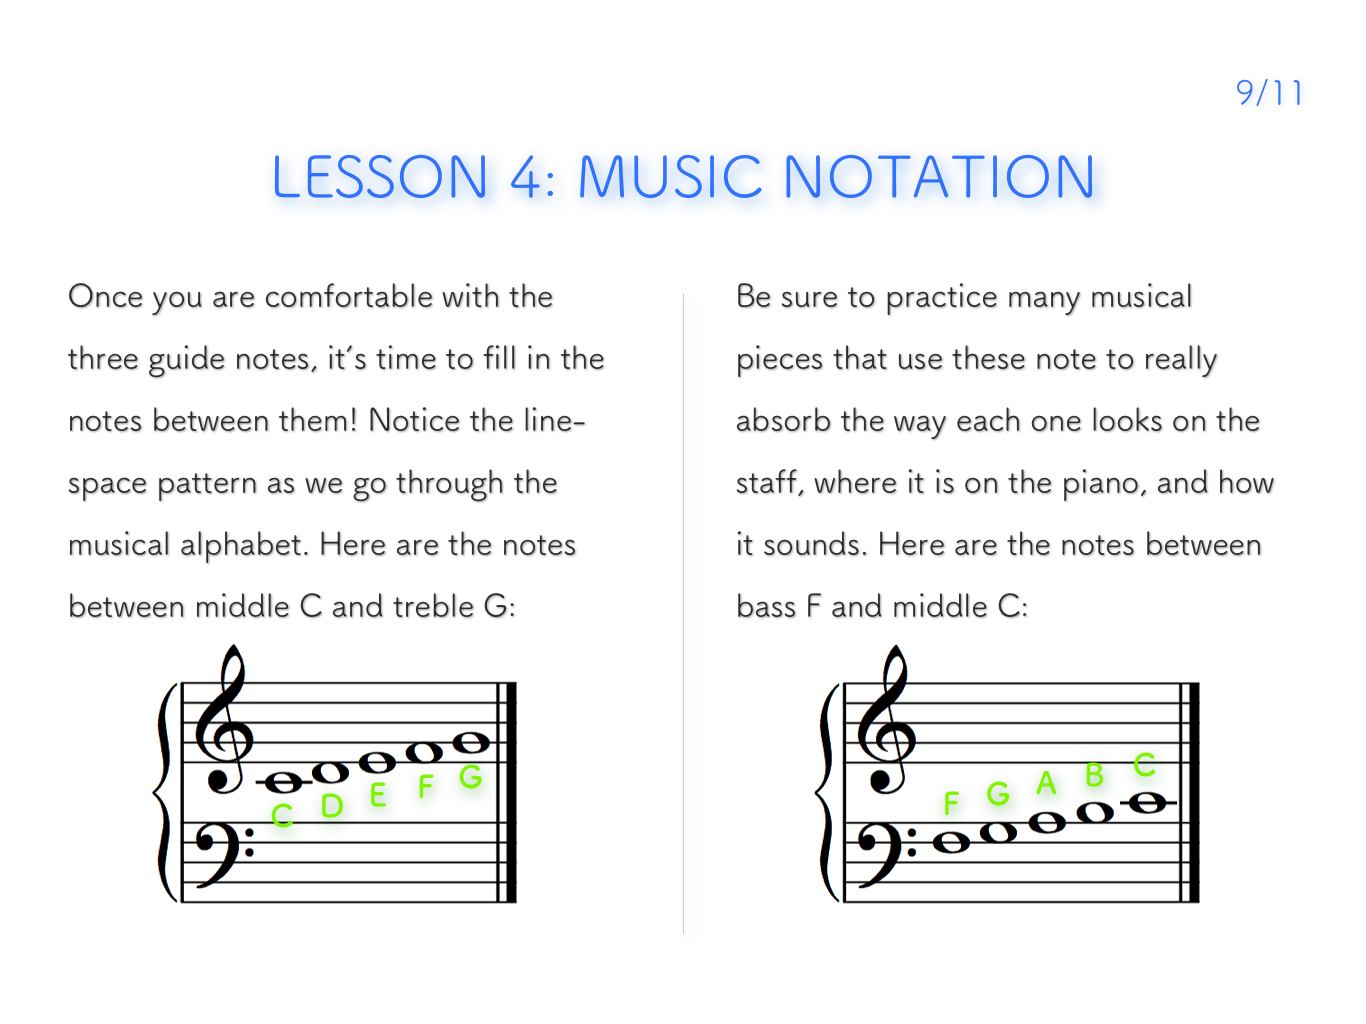 9/11
LESSON 4: MUSIC NOTATION
Once you are comfortable with the
three guide notes, it's time to fill in the
notes between them! Notice the line-
space pattern as we go through the
musical alphabet. Here are the notes
between middle C and treble G:
C D E F G
Be sure to practice many musical
pieces that use these note to really
absorb the way each one looks on the
staff, where it is on the piano, and how
it sounds. Here are the notes between
bass F and middle C:
F G A B C